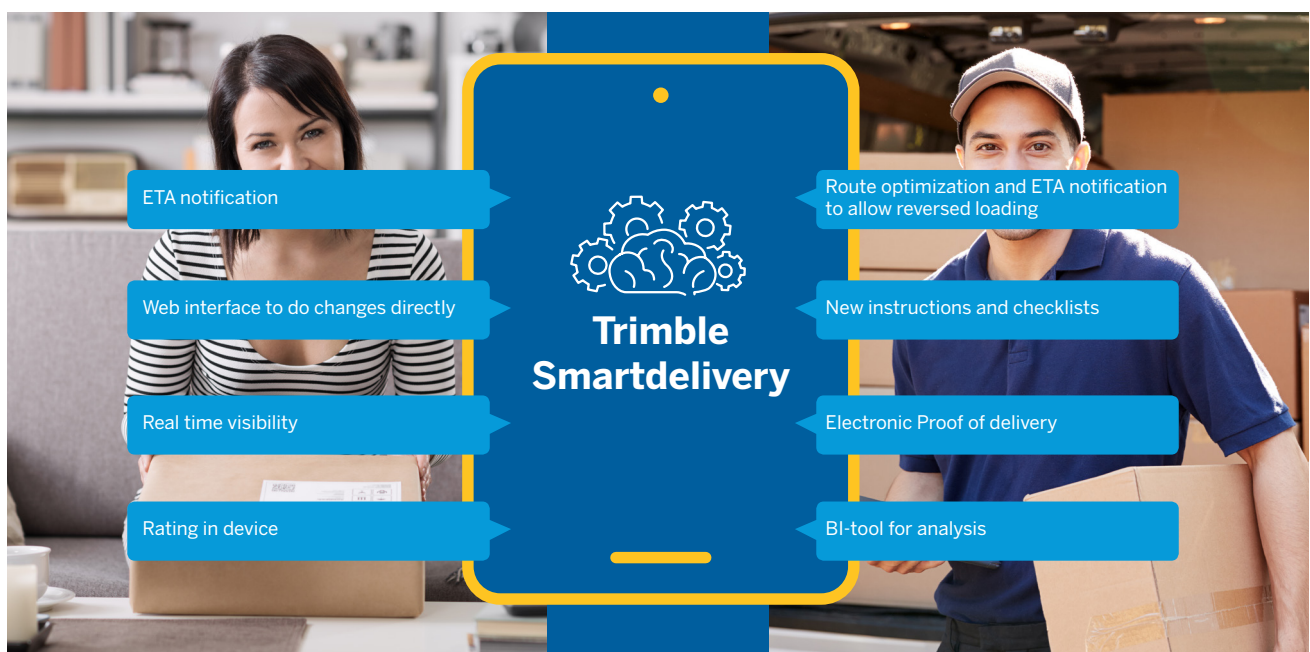 ETA notification
Web interface to do changes directly
Real time visibility
Rating in device
Trimble
Smartdelivery
Route optimization and ETA notification
to allow reversed loading
New instructions and checklists
Electronic Proof of delivery
BI-tool for analysis